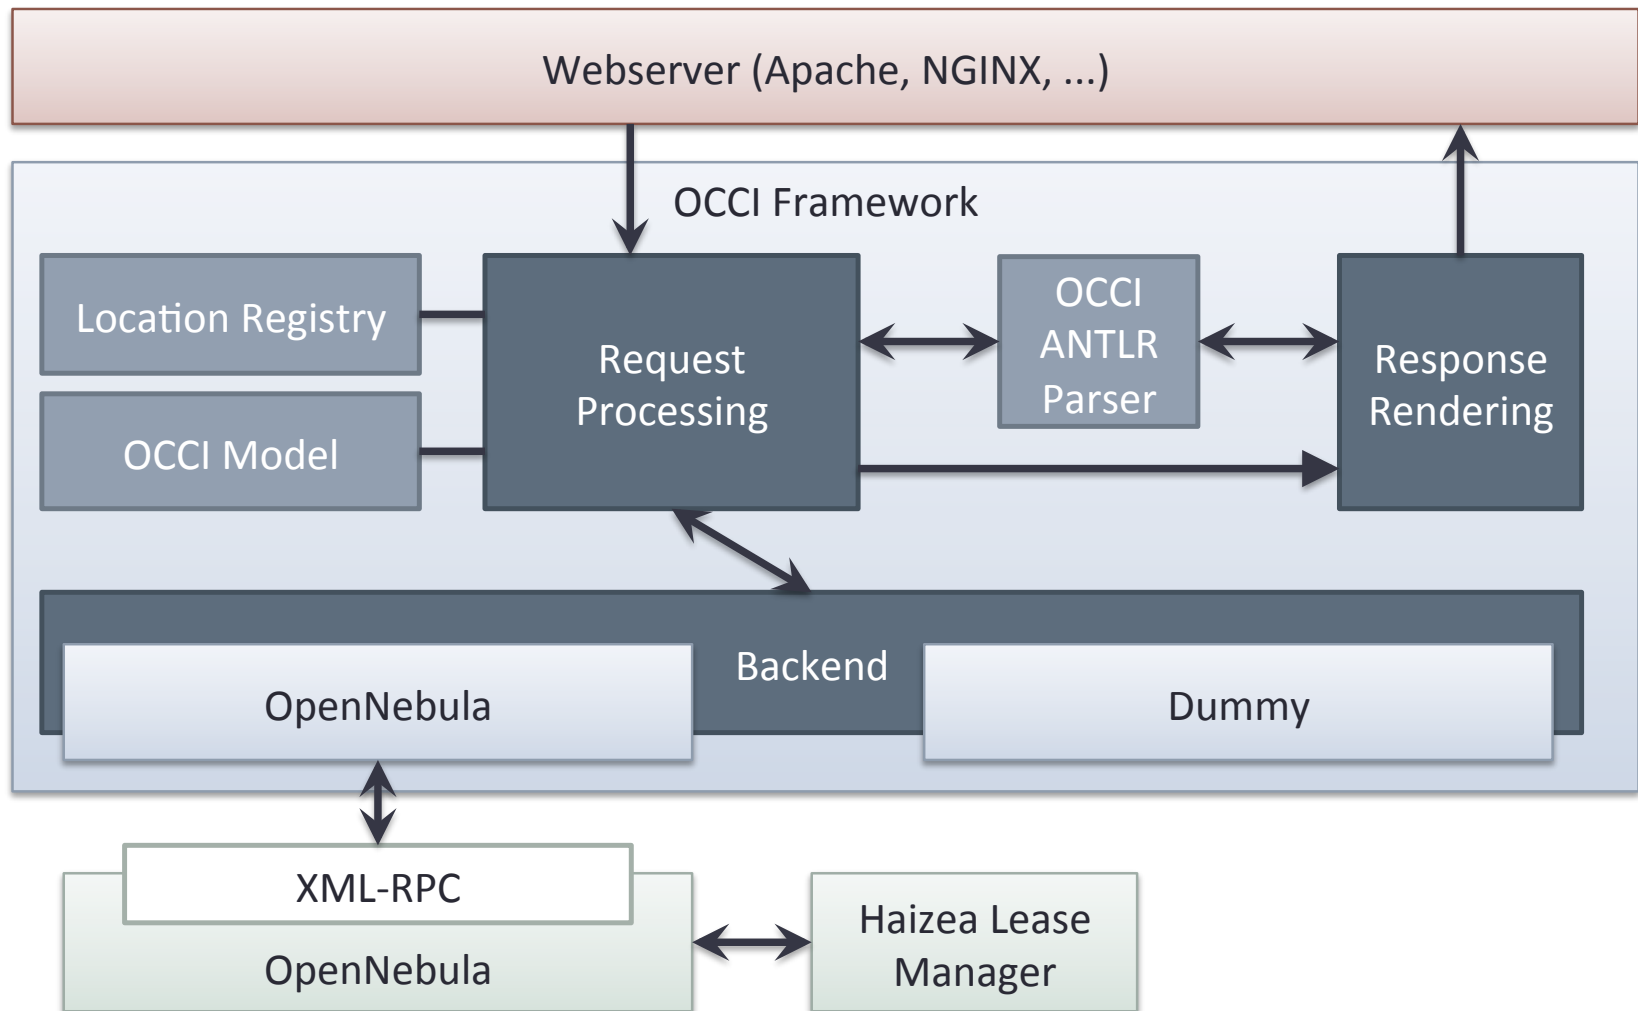 Webserver (Apache, NGINX, ...)
OCCI Framework
Location Registry
OCCI Model
Request
Processing
OCCI
ANTLR
Parser
Response
Rendering
Backend
OpenNebula
Dummy
XML-RPC
OpenNebula
Haizea Lease
Manager